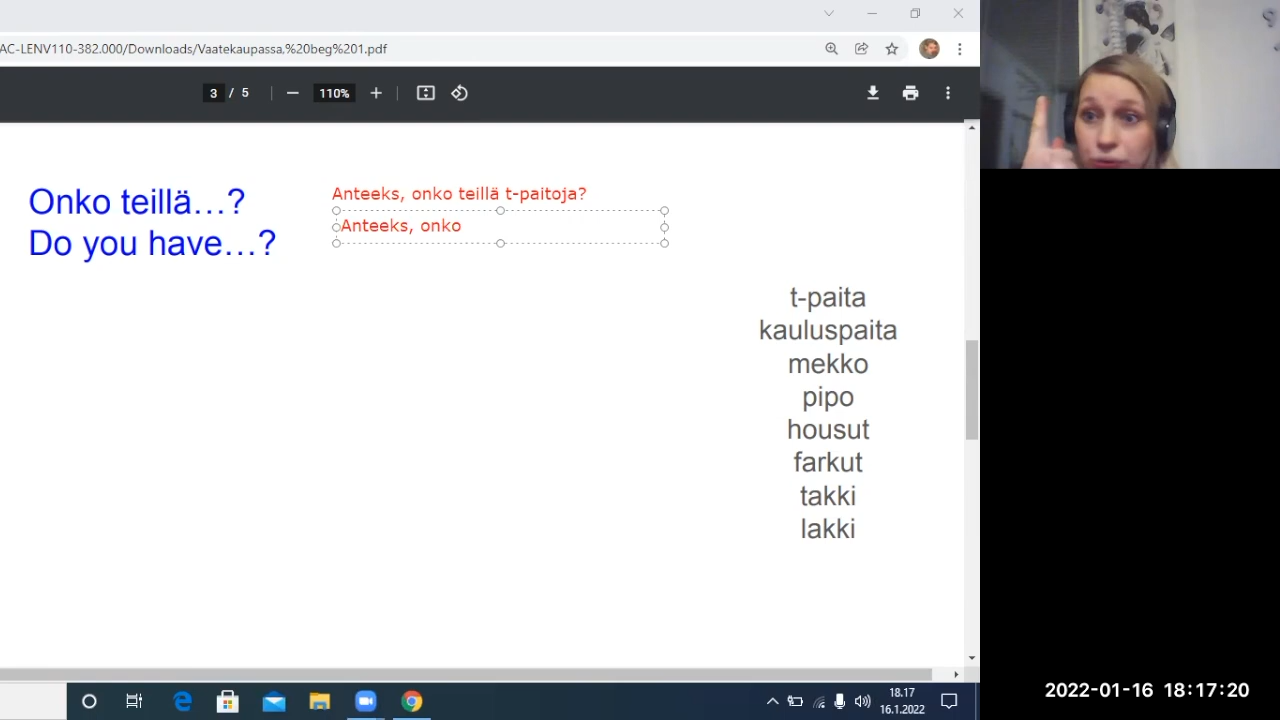 AC-LENV110-382.000/Downloads/Vaatekaupassa.%20beg%201.pdf
3 / 5
110%
Onko teillä...?
Do you have...?
Anteeks, onko teillä t-paitoja?
Anteeks, onko
t-paita
kauluspaita
mekko
pipo
housut
farkut
takki
lakki
18.17
16.1.2022
2022-01-16 18:17:20